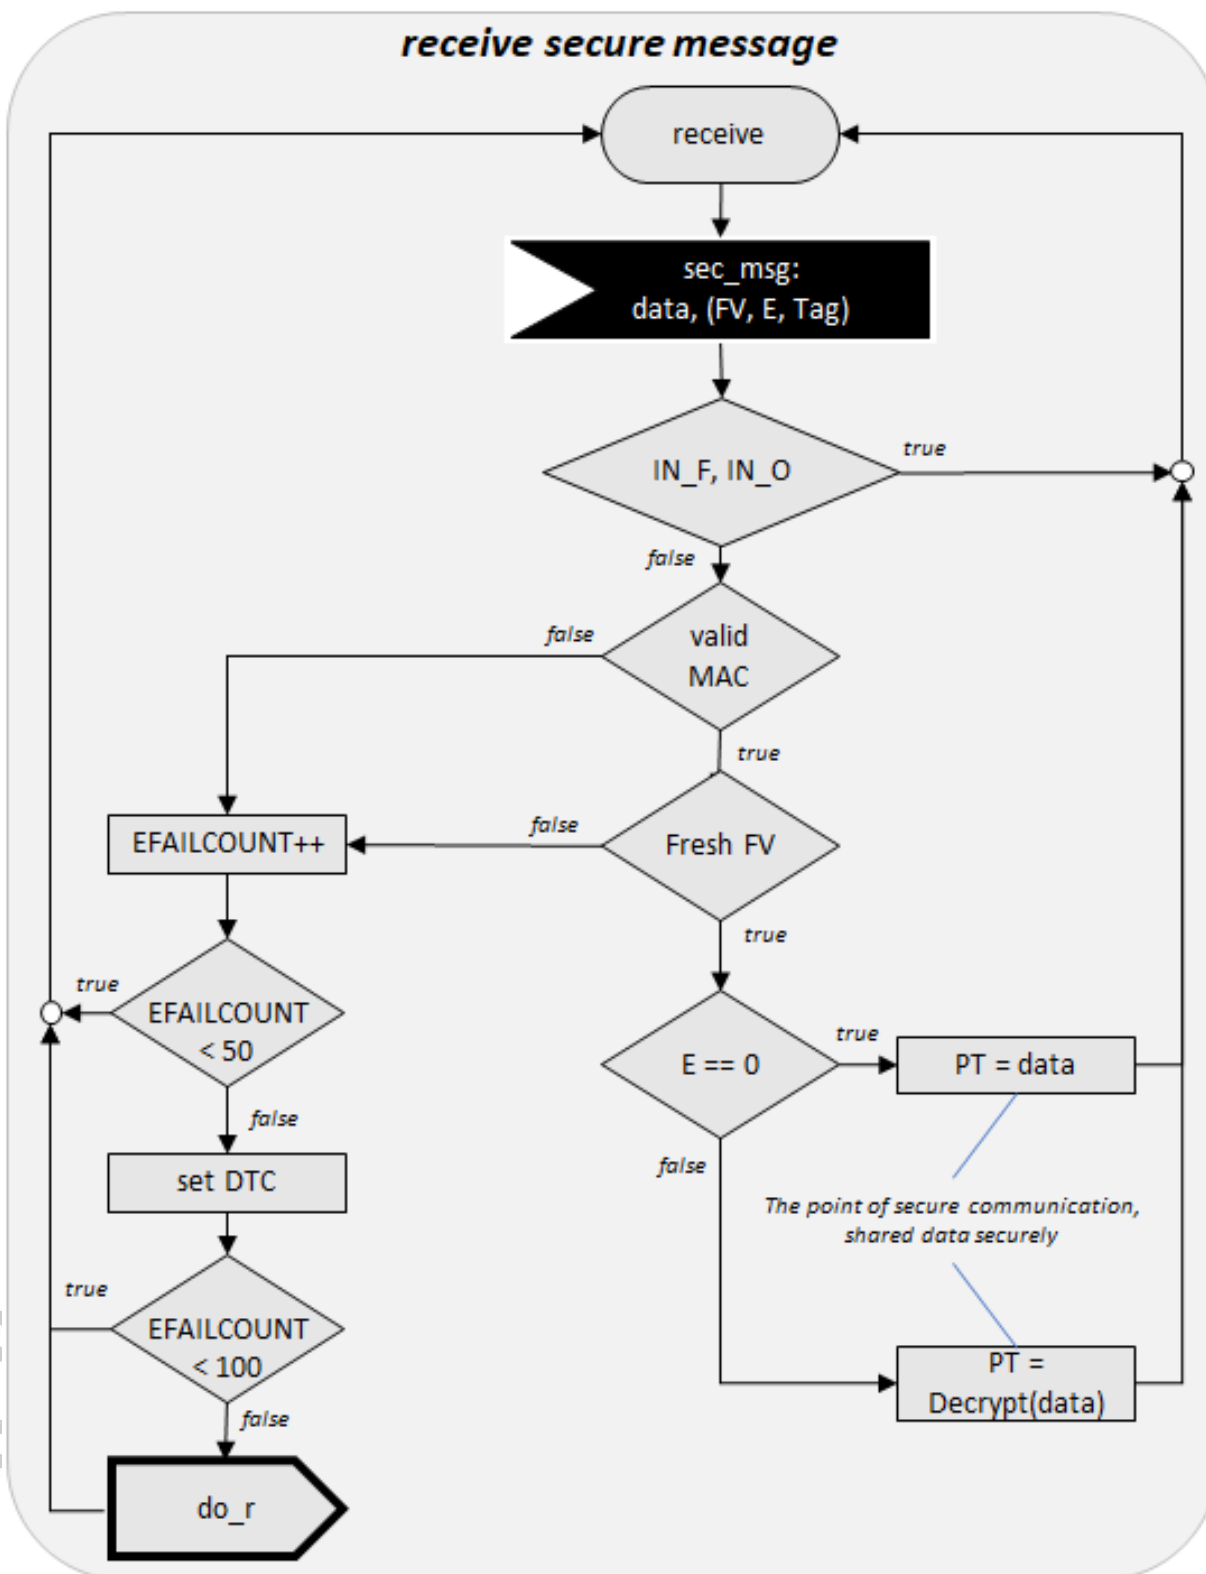 receive secure message
receive
sec_msg:
data, (FV, E, Tag)
IN_F, IN_O
true
false
valid
MAC
false
true
EFAILCOUNT++
false
Fresh FV
true
true
EFAILCOUNT
< 50
false
E == 0
true
PT = data
false
set DTC
The point of secure communication,
shared data securely
true
EFAILCOUNT
< 100
false
PT =
Decrypt(data)
do_r